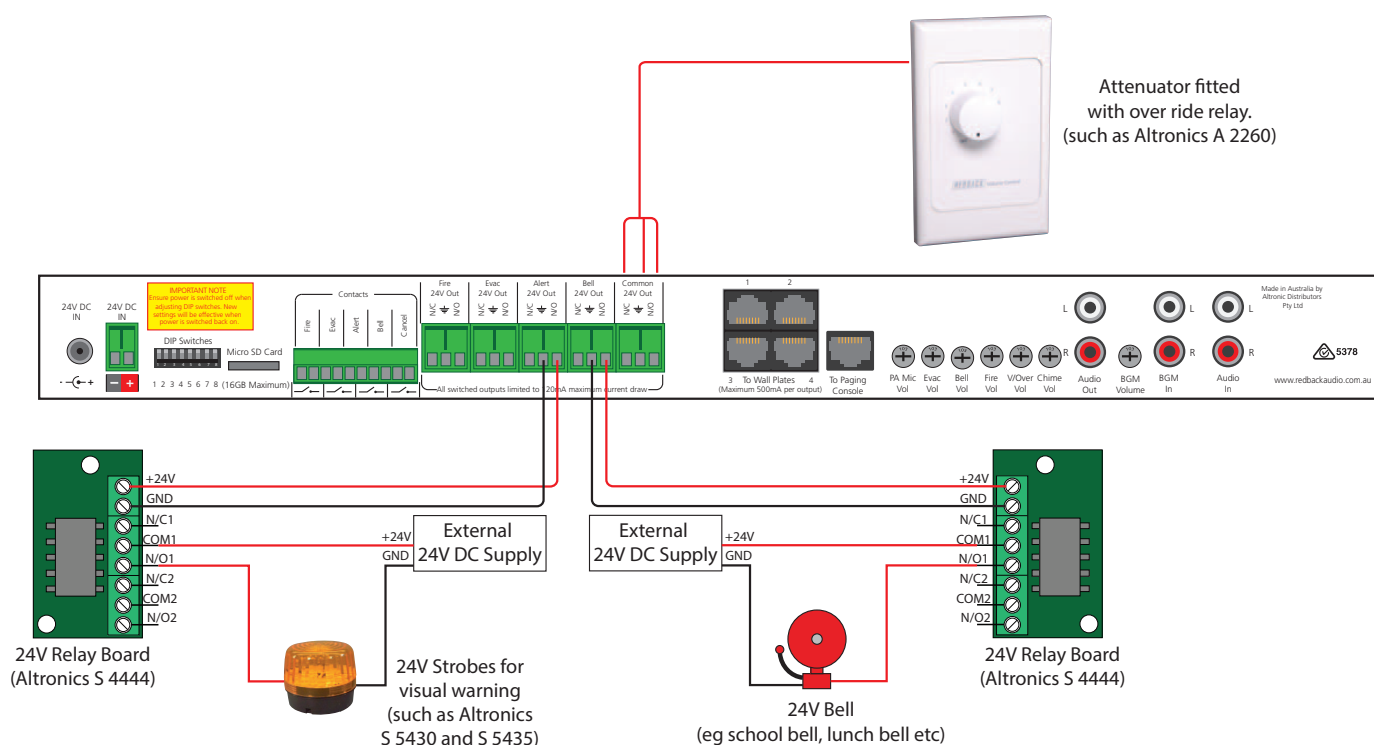 Attenuator fitted
with over ride relay.
(such as Altronics A 2260)
REDBACK
24V DC
IN
24V DC
IN
IMPORTANT NOTE
Ensure power is switched off when
adjusting DIP switches. New
settings will be effective when
power is switched back on.
DIP Switches
1 2 3 4 5 6 7 8
Micro SD Card
(16GB Maximum)
Contacts
Fire
Evac
Alert
Bell
Cancel
Fire
24V Out
N/C
N/O
Evac
24V Out
N/C
N/O
Alert
24V Out
N/C
N/O
Bell
24V Out
N/C
N/O
Common
24V Out
N/C
N/O
All switched outputs limited to 120mA maximum current draw
1 2
3 To Wall Plates 4
(Maximum 500mA per output)
To Paging
Console
PA Mic
Vol
Evac
Vol
Bell
Vol
Fire
Vol
V/Over
Vol
Chime
Vol
L
R
Audio
Out
BGM
Volume
L
R
BGM
In
L
R
Audio
In
Made in Australia by
Altronic Distributors
Pty Ltd
5378
www.redbackaudio.com.au
+24V
GND
N/C1
COM1
N/O1
N/C2
COM2
N/O2
24V Relay Board
(Altronics S 4444)
+24V
GND
External
24V DC Supply
24V Strobes for
visual warning
(such as Altronics
S 5430 and S 5435)
External
24V DC Supply
+24V
GND
24V Bell
(eg school bell, lunch bell etc)
+24V
GND
N/C1
COM1
N/O1
N/C2
COM2
N/O2
24V Relay Board
(Altronics S 4444)